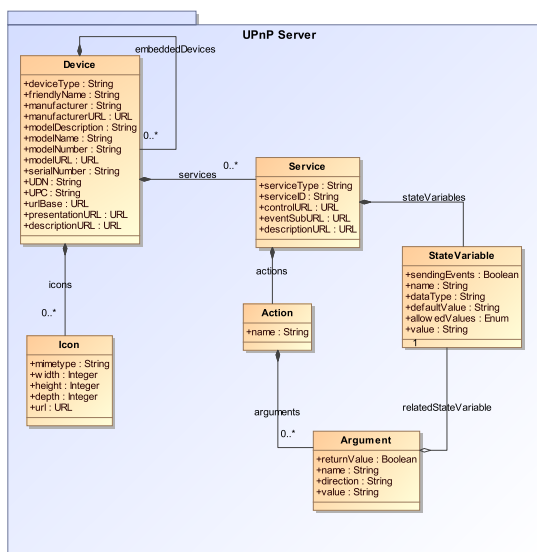 UPnP Server
embeddedDevices
Device
+deviceType : String
+friendlyName : String
+manufacturer : String
+manufacturerURL : URL
+modelDescription : String
+modelName : String
+modelNumber : String
+modelURL : URL
+serialNumber : String
+UDN : String
+UPC : String
urlBase : URL
+presentationURL : URL
+descriptionURL : URL
0..*
services
0..*
Service
+serviceType : String
+serviceID : String
+controlURL : URL
+eventSubURL : URL
+descriptionURL : URL
stateVariables
StateVariable
+sendingEvents : Boolean
+name : String
+dataType : String
+defaultValue : String
+allowedValues : Enum
+value : String
1
icons
0..*
actions
Action
+name : String
Icon
+mimetype : String
+width : Integer
+height : Integer
+depth : Integer
+url : URL
arguments
0..*
relatedStateVariable
Argument
+returnValue : Boolean
+name : String
+direction : String
+value : String